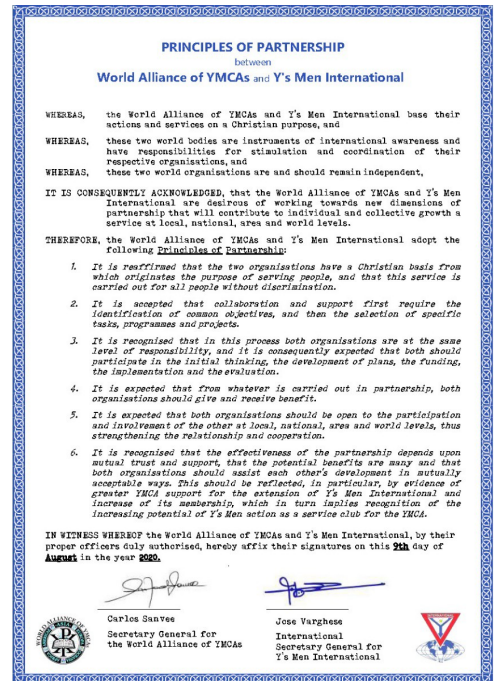 PRINCIPLES OF PARTNERSHIP
between
World Alliance of YMCAs and Y's Men International
WHEREAS, the World Alliance of YMCAs and Y's Men International base their
actions and services on a Christian purpose, and
WHEREAS, these two world bodies are instruments of international awareness and
have responsibilities for stimulation and coordination of their
respective organisations, and
WHEREAS, these two world organisations are and should remain independent,
IT IS CONSEQUENTLY ACKNOWLEDGED, that the World Alliance of YMCAs and Y's Men
International are desirous of working towards new dimensions of
partnership that will contribute to individual and collective growth a
service at local, national, area and world levels.
THEREFORE, the World Alliance of YMCAs and Y's Men International adopt the
following Principles of Partnership:
1. It is reaffirmed that the two organisations have a Christian basis from
which originates the purpose of serving people, and that this service is
carried out for all people without discrimination.
2. It is accepted that collaboration and support first require the
identification of common objectives, and then the selection of specific
tasks, programmes and projects.
3. It is recognised that in this process both organisations are at the same
level of responsibility, and it is consequently expected that both should
participate in the initial thinking, the development of plans, the funding,
the implementation and the evaluation.
4. It is expected that from whatever is carried out in partnership, both
organisations should give and receive benefit.
5. It is expected that both organisations should be open to the participation
and involvement of the other at local, national, area and world levels, thus
strengthening the relationship and cooperation.
6. It is recognised that the effectiveness of the partnership depends upon
mutual trust and support, that the potential benefits are many and that
both organisations should assist each other's development in mutually
acceptable ways. This should be reflected, in particular, by evidence of
greater YMCA support for the extension of Y's Men International and
increase of its membership, which in turn implies recognition of the
increasing potential of Y's Men action as a service club for the YMCA.
IN WITNESS WHEREOF the World Alliance of YMCAs and Y's Men International, by their
proper officers duly authorised, hereby affix their signatures on this 9th day of
August in the year 2020.
Carlos Sanvee
Secretary General for
the World Alliance of YMCAs
Jose Varghese
International
Secretary General for
Y's Men International
WORLD ALLIANCE OF YMCAs